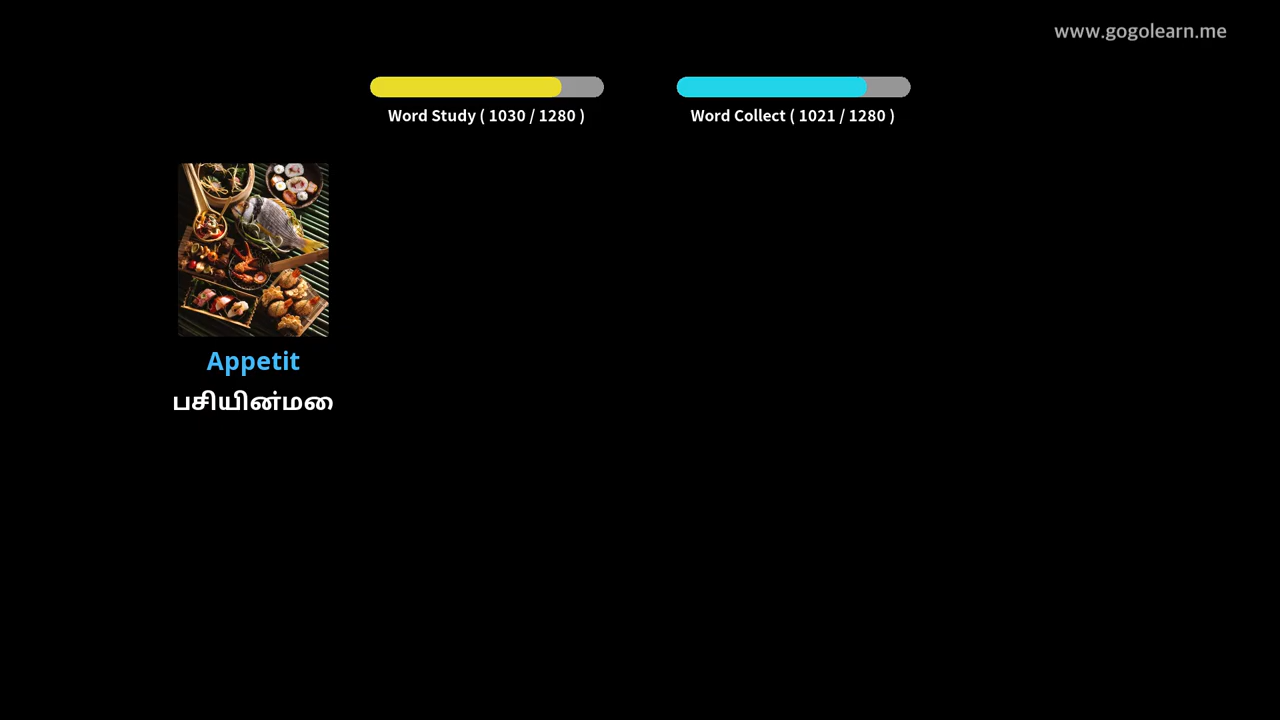 www.gogolearn.me
Word Study ( 1030 / 1280 )
Word Collect ( 1021 / 1280 )
Appetit
பசியின்மை